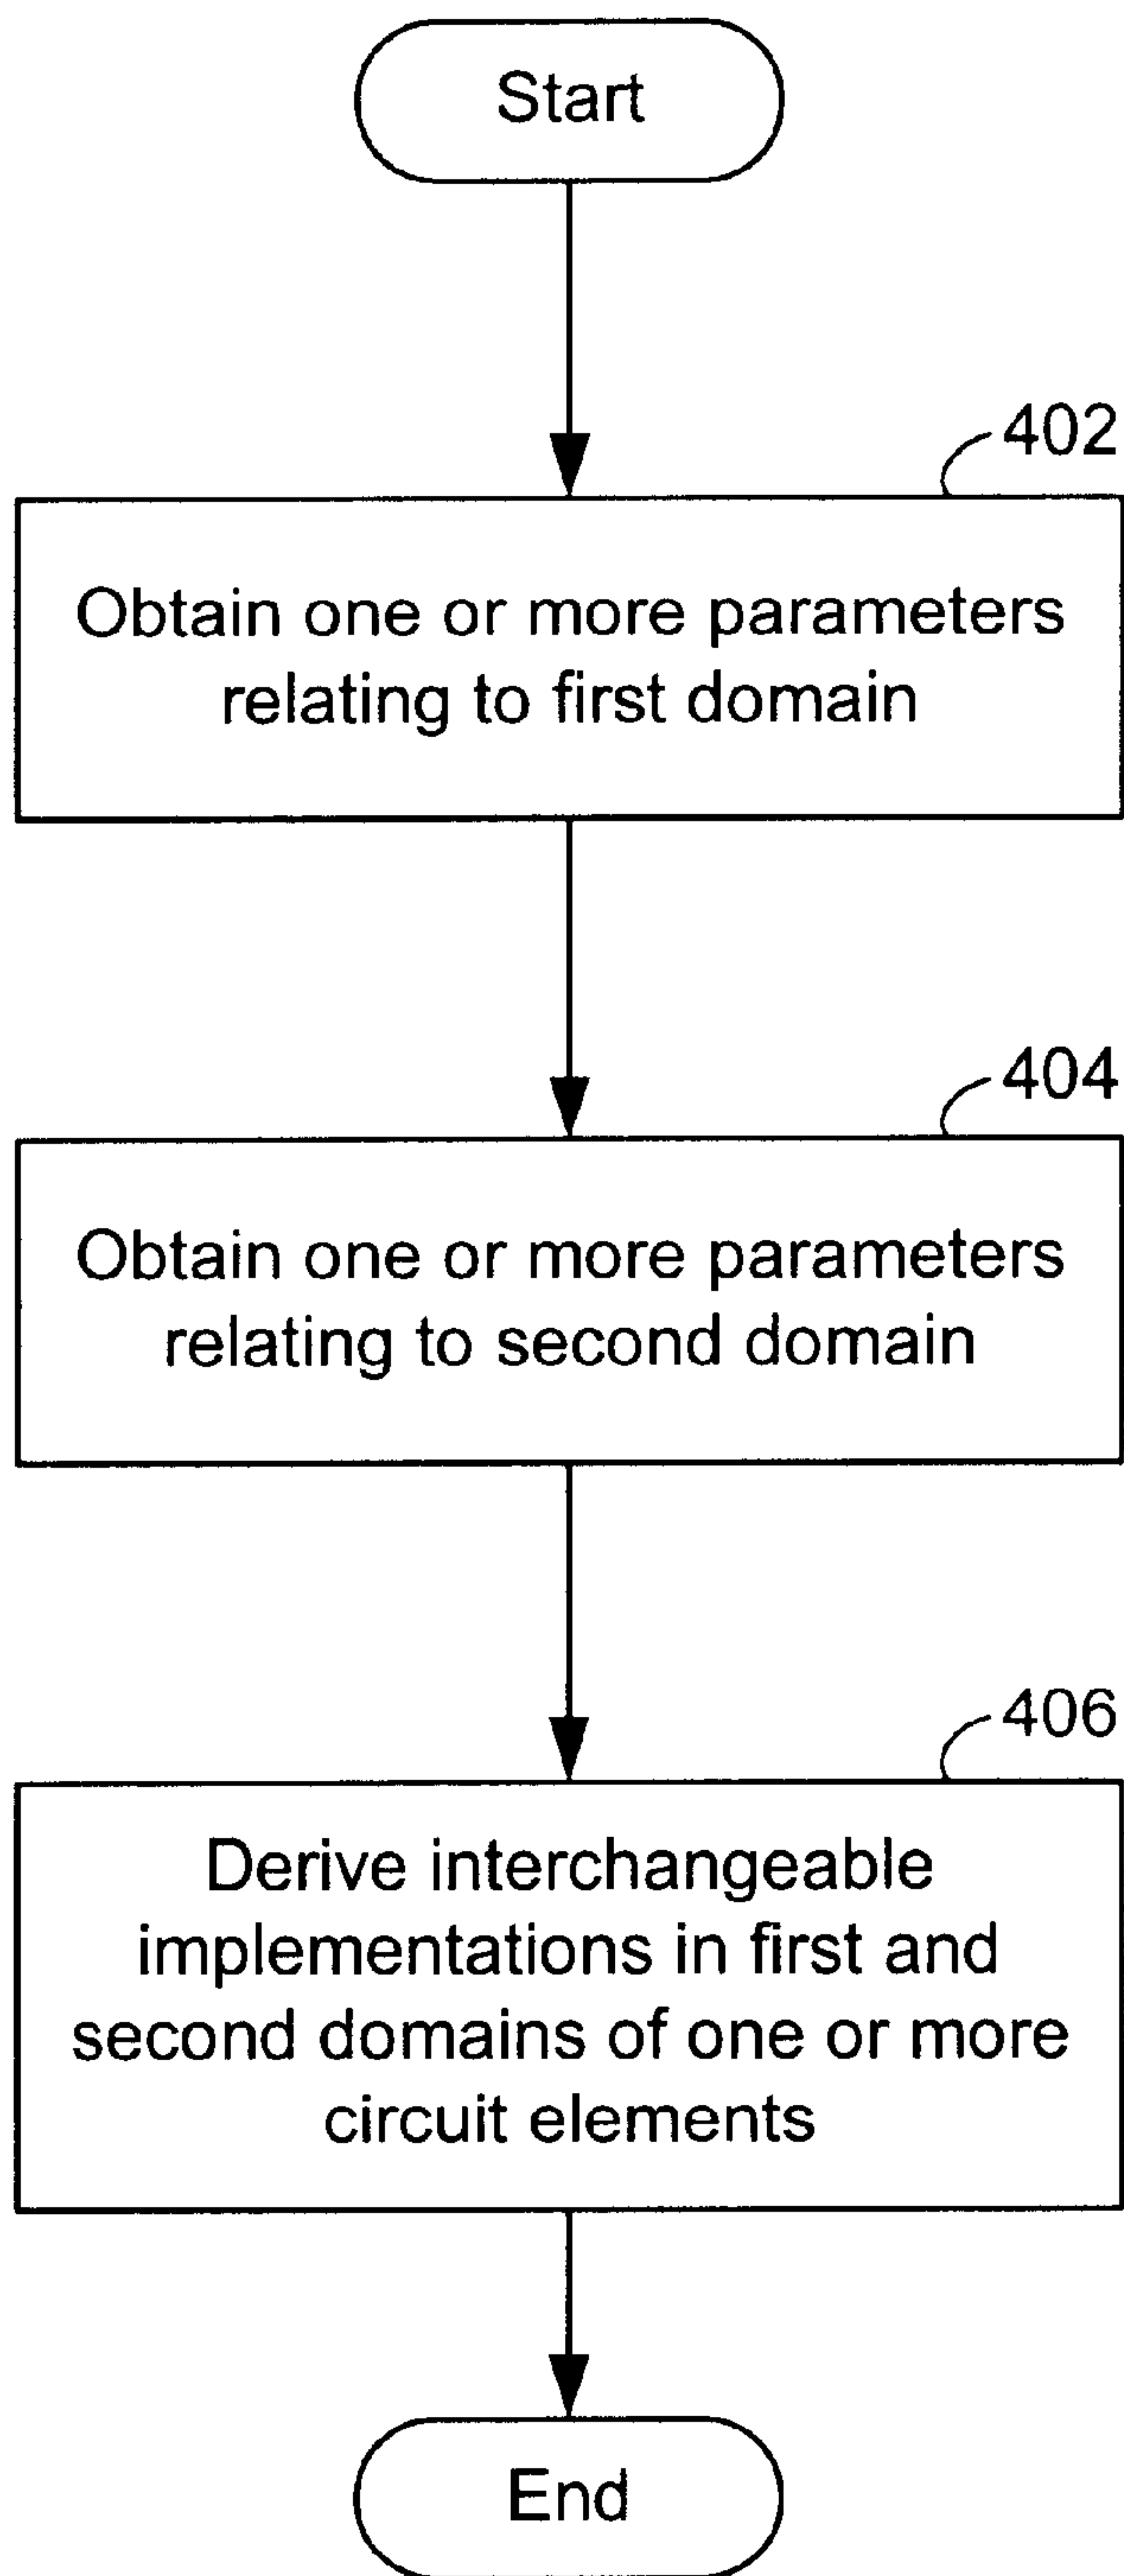 Start
402
Obtain one or more parameters
relating to first domain
404
Obtain one or more parameters
relating to second domain
406
Derive interchangeable
implementations in first and
second domains of one or more
circuit elements
End